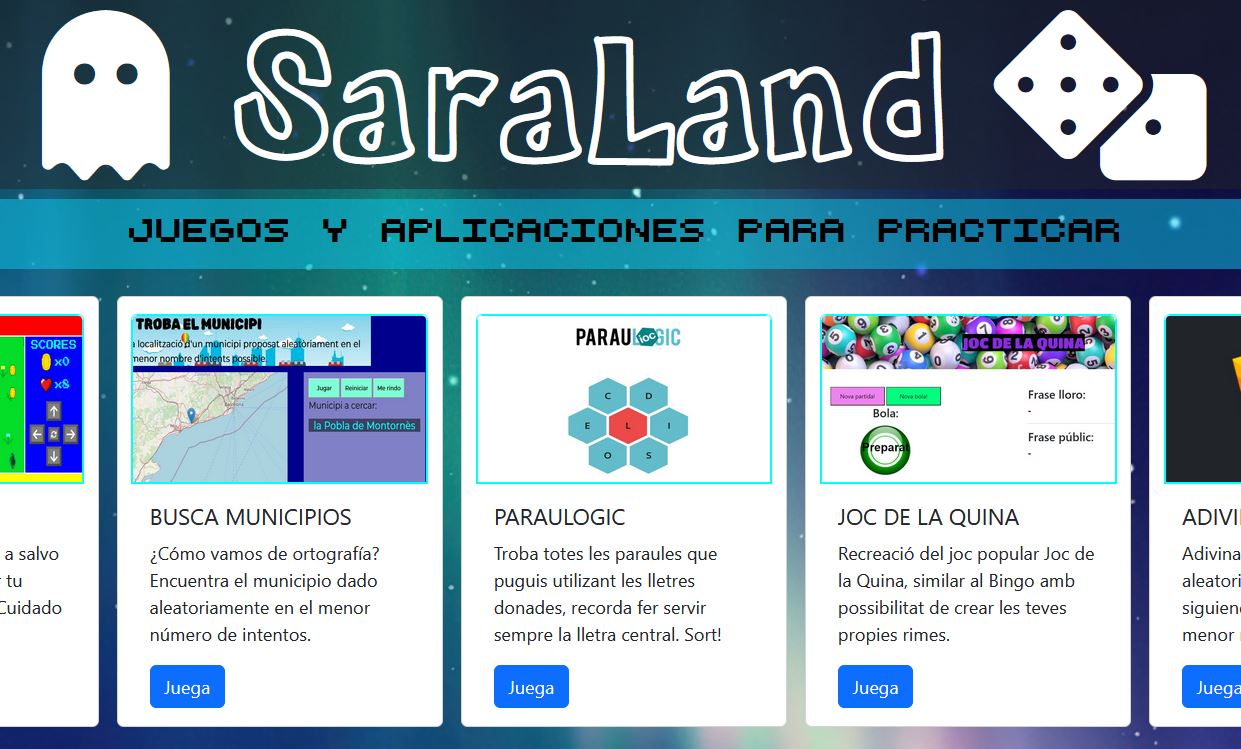 SaraLand
JUEGOS Y APLICACIONES PARA PRACTICAR
SCORES
x0
x8
a salvo
tu
Cuidado
TROBA EL MUNICIPI
a localització d'un municipi proposat aleatòriament en el
menor nombre d'intents possible.
Jugar Reiniciar Me rindo
Municipi a cercar:
la Pobla de Montornès
BUSCA MUNICIPIOS
¿Cómo vamos de ortografía?
Encuentra el municipio dado
aleatoriamente en el menor
número de intentos.
Juega
PARAULOGIC
C D
E L I
O S
PARAULOGIC
Troba totes les paraules que
puguis utilizant les lletres
donades, recorda fer servir
sempre la lletra central. Sort!
Juega
JOC DE LA QUINA
Nova partida! Nova bola!
Bola:
Prepara
Frase lloro:
-
Frase públic:
-
JOC DE LA QUINA
Recreació del joc popular Joc de
la Quina, similar al Bingo amb
possibilitat de crear les teves
propies rimes.
Juega
ADIVI
Adivina
aleatori
siguien
menor
Juega